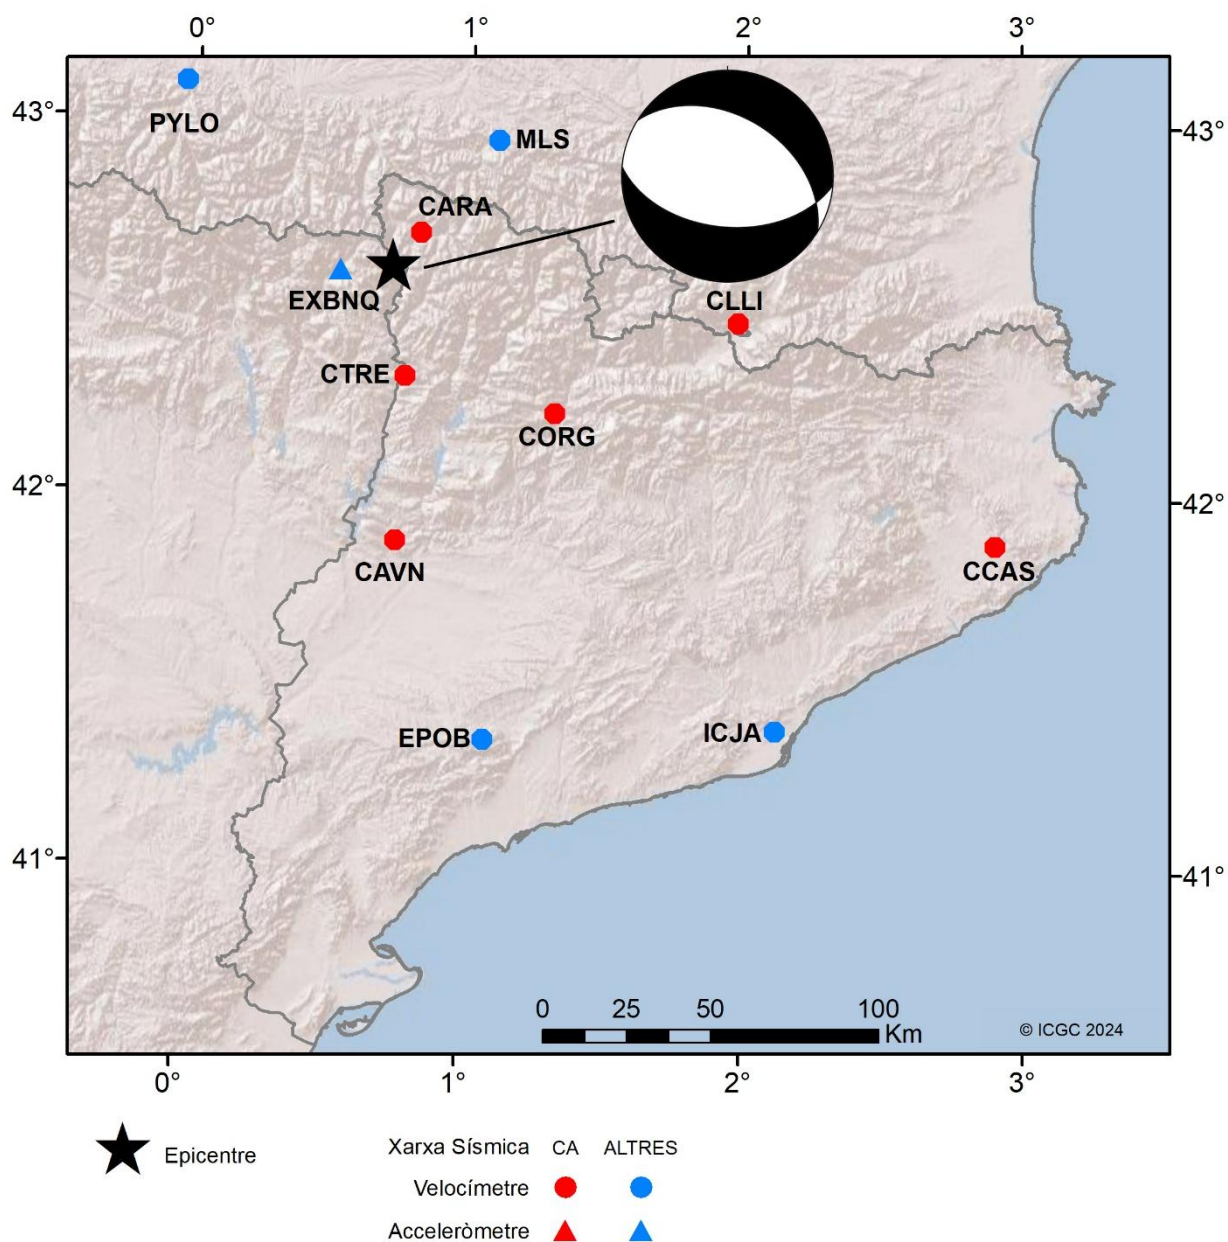 0° 1° 2° 3°
43° 43°
PYLO
MLS
CARA
EXBNQ
CLLI
CTRE
CORG
42° 42°
CAVN
CCAS
EPOB
ICJA
41° 41°
0 25 50 100
Km
© ICGC 2024
0° 1° 2° 3°
Epicentre
Xarxa Sísmica CA ALTRES
Velocímetre
Acceleròmetre